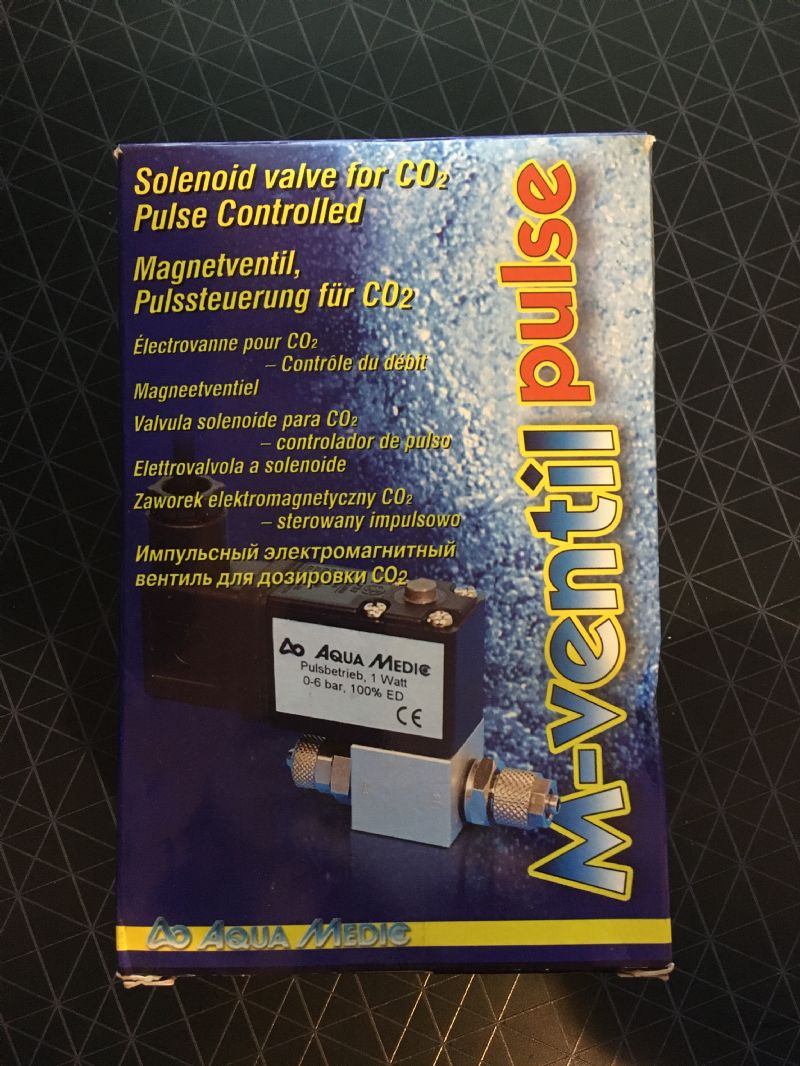 Solenoid valve for CO₂
Pulse Controlled
Magnetventil,
Pulssteuerung für CO₂
Électrovanne pour CO₂
– Contrôle du débit
Magneetventiel
Valvula solenoide para CO₂
– controlador de pulso
Elettrovalvola a solenoide
Zaworek elektromagnetyczny CO₂
– sterowany impulsowo
Импульсный электромагнитный
вентиль для дозировки CO₂
M-ventil pulse
AQUA MEDIC
Pulsbetrieb, 1 Watt
0-6 bar, 100% ED
CE
AQUA MEDIC